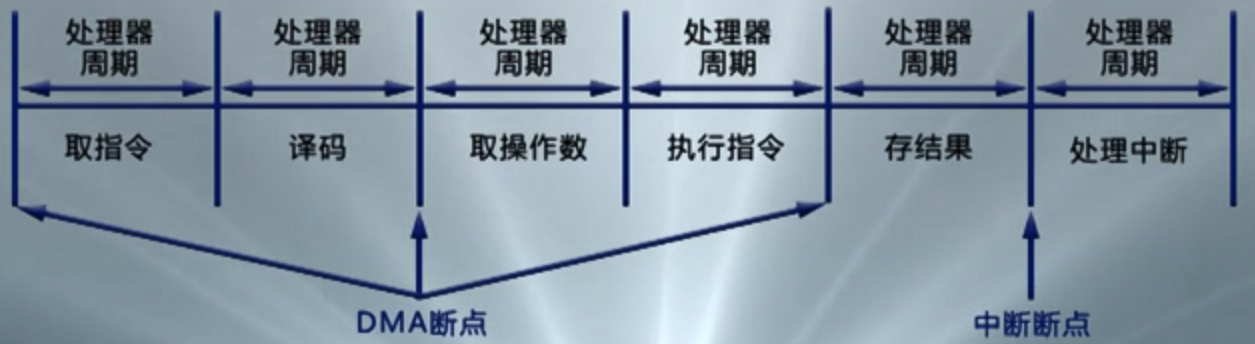 处理器
周期
处理器
周期
处理器
周期
处理器
周期
处理器
周期
处理器
周期
取指令
译码
取操作数
执行指令
存结果
处理中断
DMA断点
中断断点